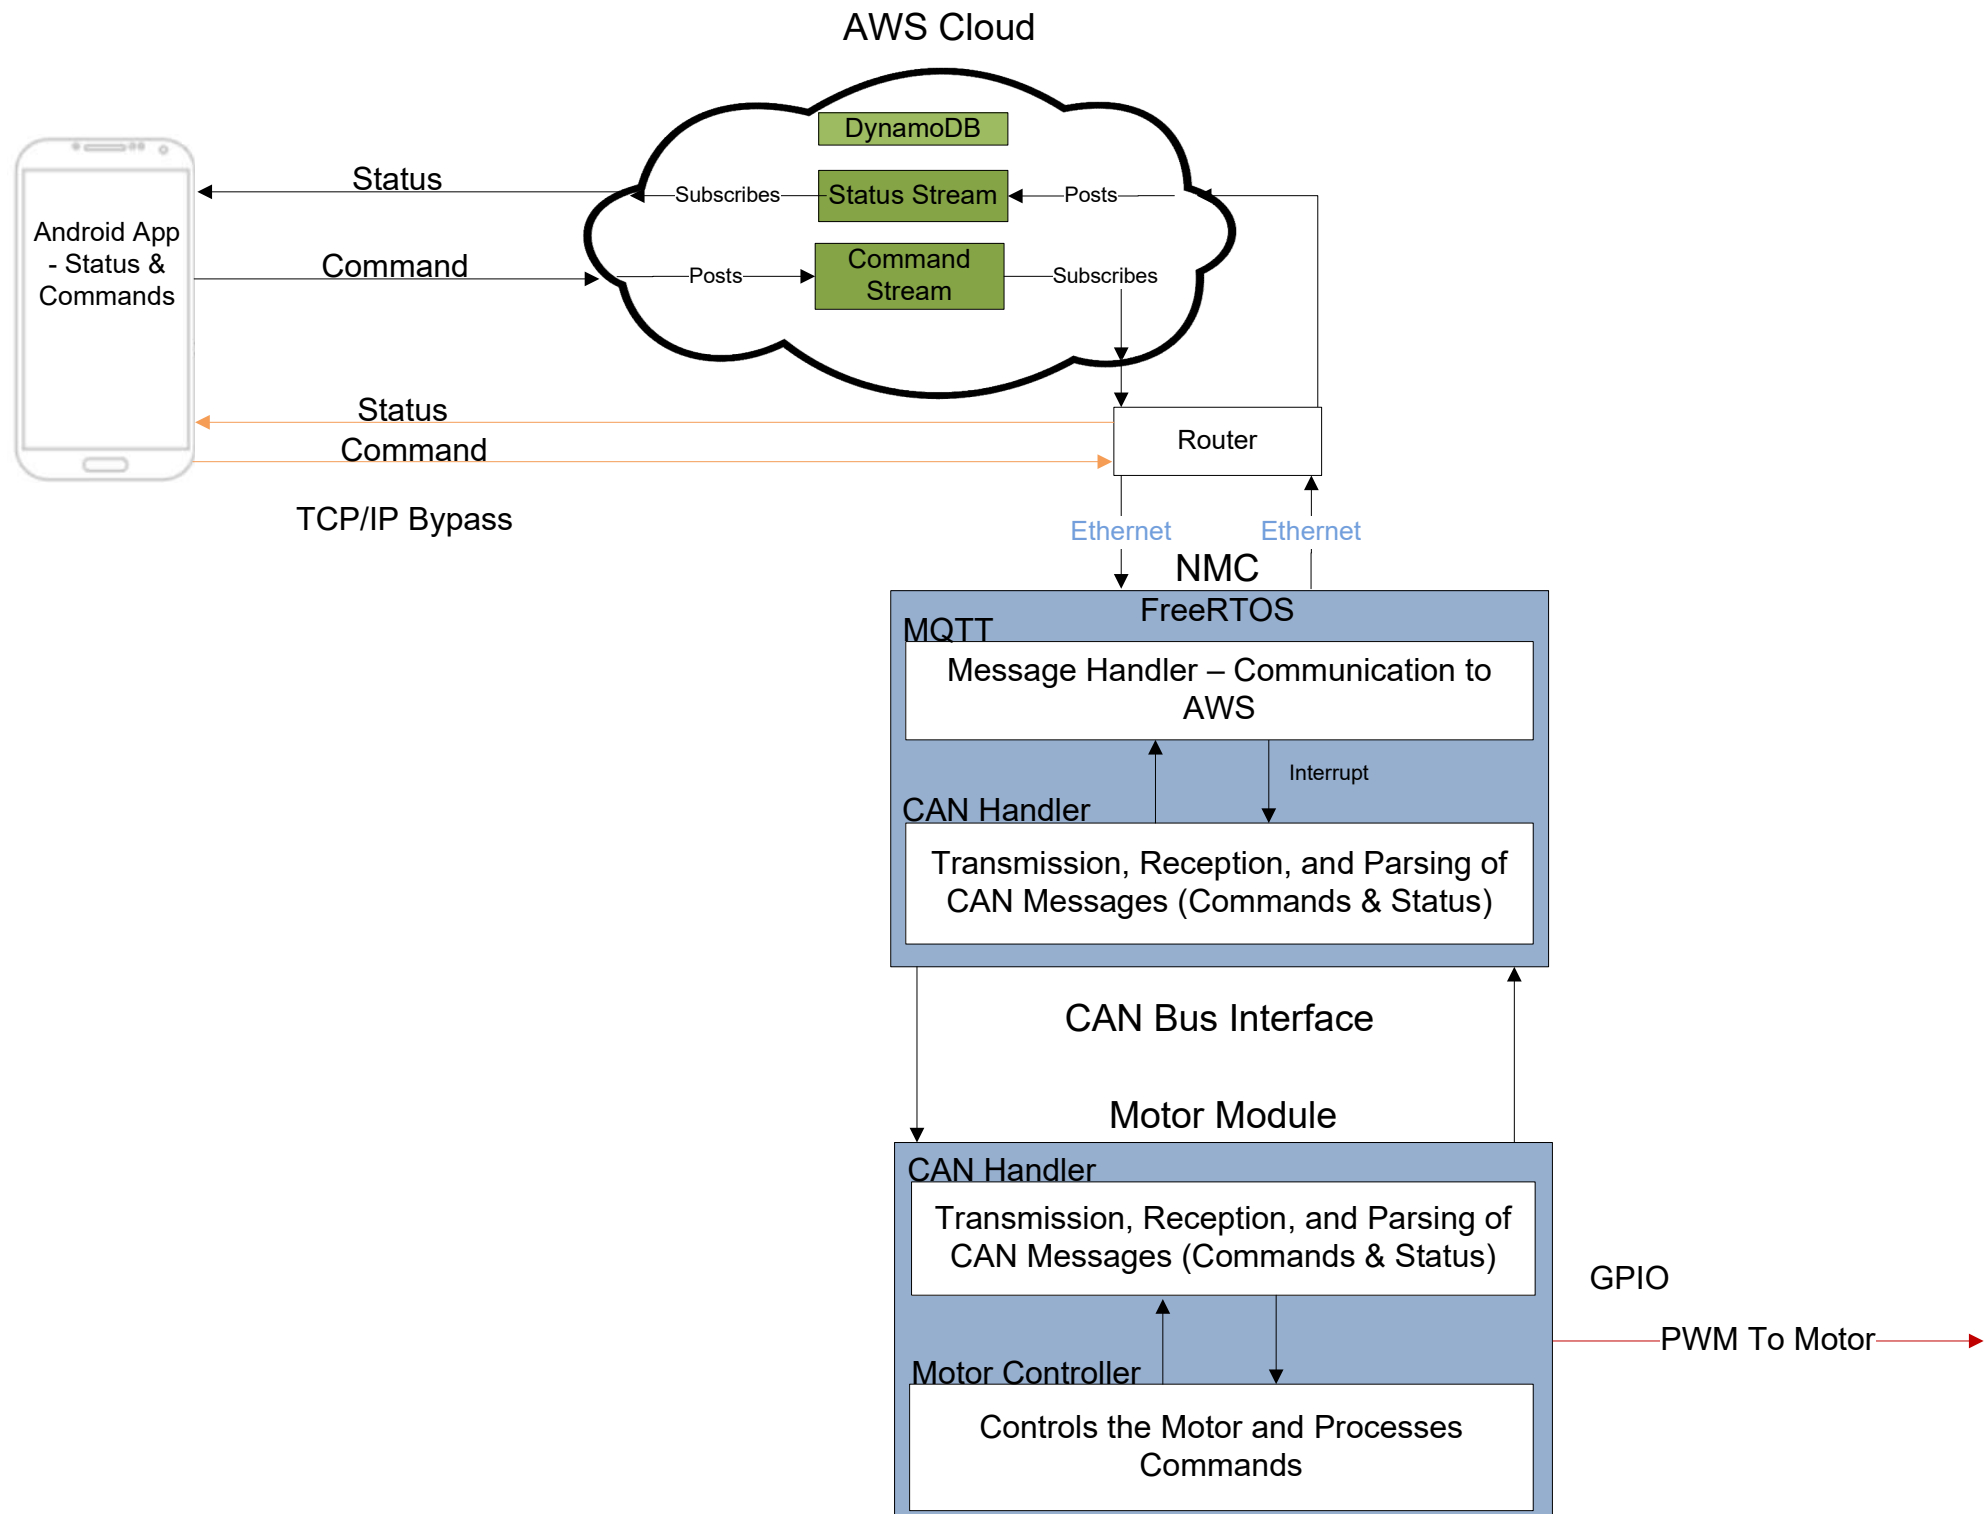 AWS Cloud
DynamoDB
Status
Subscribes
Status Stream
Posts
Android App
- Status &
Commands
Command
Posts
Command
Stream
Subscribes
Status
Command
Router
TCP/IP Bypass
Ethernet
Ethernet
NMC
FreeRTOS
MQTT
Message Handler – Communication to
AWS
Interrupt
CAN Handler
Transmission, Reception, and Parsing of
CAN Messages (Commands & Status)
CAN Bus Interface
Motor Module
CAN Handler
Transmission, Reception, and Parsing of
CAN Messages (Commands & Status)
GPIO
PWM To Motor
Motor Controller
Controls the Motor and Processes
Commands